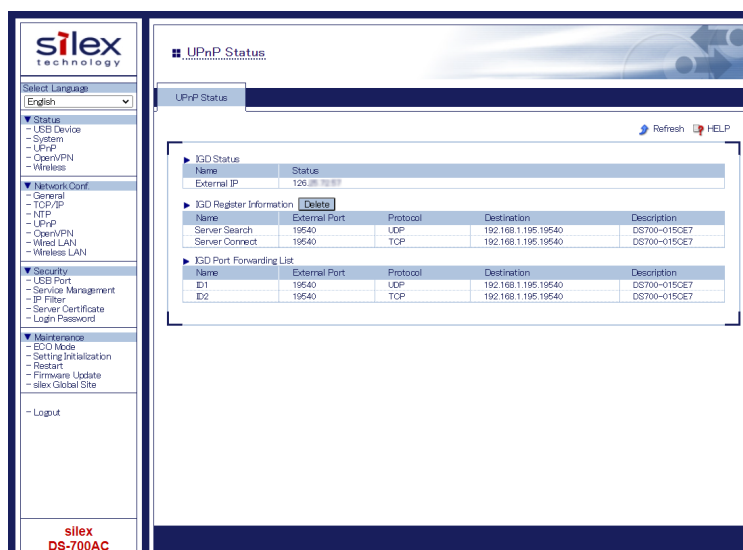 silex
technology
Select Language
English
▼ Status
- USB Device
- System
- UPnP
- OpenVPN
- Wireless
▼ Network Conf.
- General
- TCP/IP
- NTP
- UPnP
- OpenVPN
- Wired LAN
- Wireless LAN
▼ Security
- USB Port
- Service Management
- IP Filter
- Server Certificate
- Login Password
▼ Maintenance
- ECO Mode
- Setting Initialization
- Restart
- Firmware Update
- silex Global Site
- Logout
silex
DS-700AC
UPnP Status
UPnP Status
Refresh HELP
IGD Status
Name Status
External IP 126.
IGD Register Information Delete
Name External Port Protocol Destination Description
Server Search 19540 UDP 192.168.1.195.19540 DS700-015CE7
Server Connect 19540 TCP 192.168.1.195.19540 DS700-015CE7
IGD Port Forwarding List
Name External Port Protocol Destination Description
ID1 19540 UDP 192.168.1.195.19540 DS700-015CE7
ID2 19540 TCP 192.168.1.195.19540 DS700-015CE7